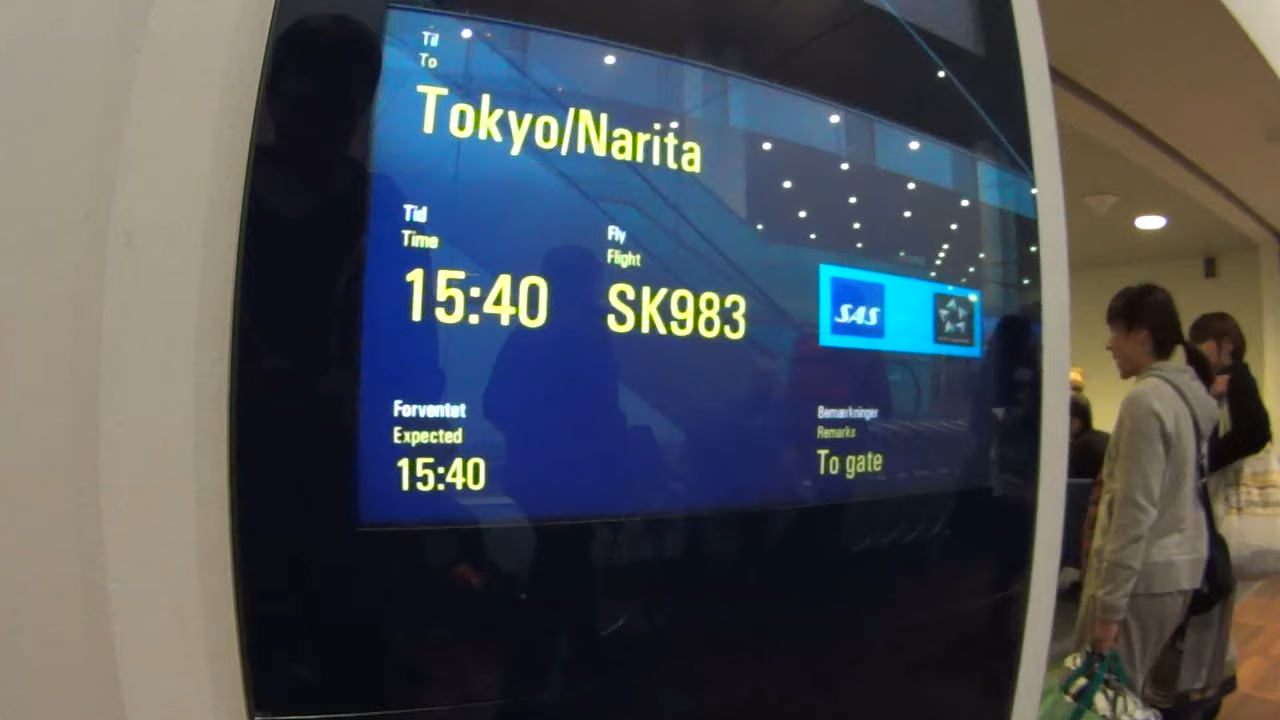 Til
To
Tokyo/Narita
Tid
Time
15:40
Fly
Flight
SK983
SAS
Forventet
Expected
15:40
Bemærkninger
Remarks
To gate